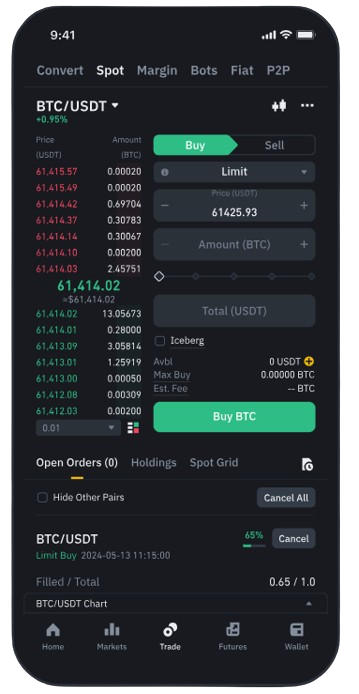 9:41
Convert Spot Margin Bots Fiat P2P
BTC/USDT
+0.95%
Price Amount
(USDT) (BTC)
61,415.57 0.00020
61,415.49 0.00020
61,414.42 0.69704
61,414.37 0.30783
61,414.14 0.30067
61,414.10 0.00200
61,414.03 2.45751
61,414.02
≈$61,414.02
61,414.02 13.05673
61,414.01 0.28000
61,413.09 3.05814
61,413.01 1.25919
61,413.00 0.00050
61,412.08 0.00309
61,412.03 0.00200
0.01
Buy Sell
Limit
Price (USDT)
− 61425.93 +
− Amount (BTC) +
Total (USDT)
Iceberg
Avbl 0 USDT
Max Buy 0.00000 BTC
Est. Fee -- BTC
Buy BTC
Open Orders (0) Holdings Spot Grid
Hide Other Pairs Cancel All
BTC/USDT 65% Cancel
Limit Buy 2024-05-13 11:15:00
Filled / Total 0.65 / 1.0
BTC/USDT Chart
Home Markets Trade Futures Wallet